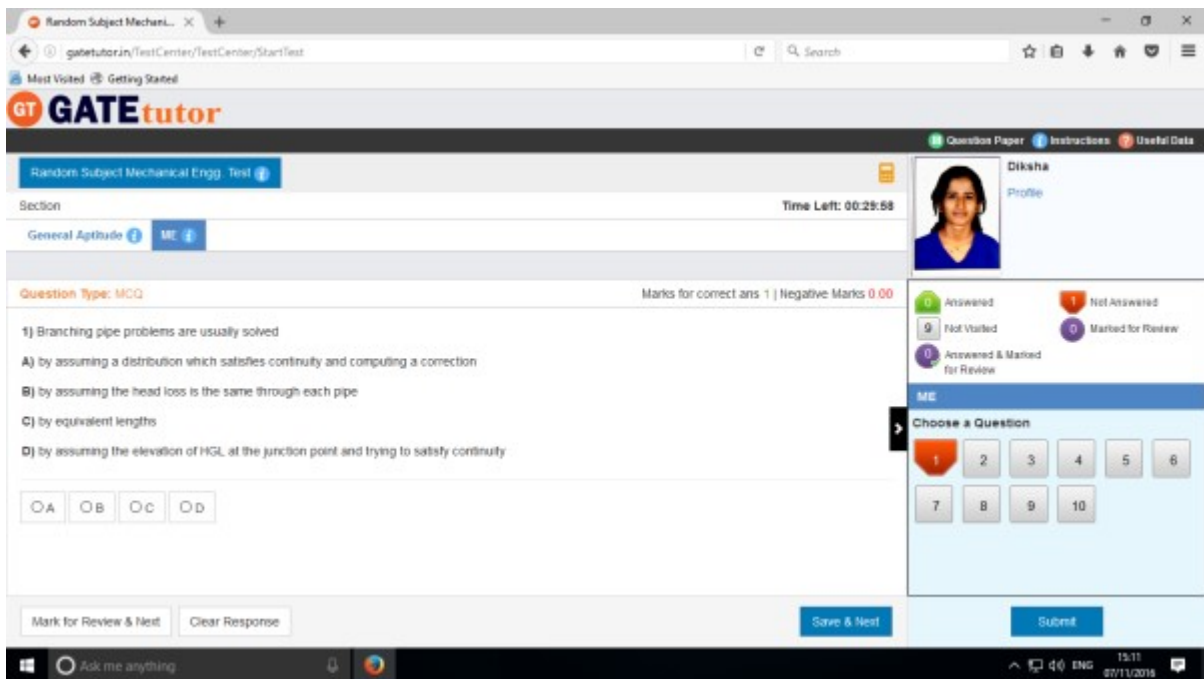 Random Subject Mechani...
gatetutor.in/TestCenter/TestCenter/StartTest
Search
Most Visited Getting Started
GT GATEtutor
Question Paper Instructions Useful Data
Random Subject Mechanical Engg. Test
Diksha
Profile
Section
Time Left: 00:29:58
General Aptitude ME
Question Type: MCQ
Marks for correct ans 1 | Negative Marks 0.00
1) Branching pipe problems are usually solved
A) by assuming a distribution which satisfies continuity and computing a correction
B) by assuming the head loss is the same through each pipe
C) by equivalent lengths
D) by assuming the elevation of HGL at the junction point and trying to satisfy continuity
A B C D
0 Answered 1 Not Answered
9 Not Visited 0 Marked for Review
0 Answered & Marked
for Review
ME
Choose a Question
1 2 3 4 5 6
7 8 9 10
Mark for Review & Next Clear Response Save & Next
Submit
Ask me anything
ENG
15:11
07/11/2016